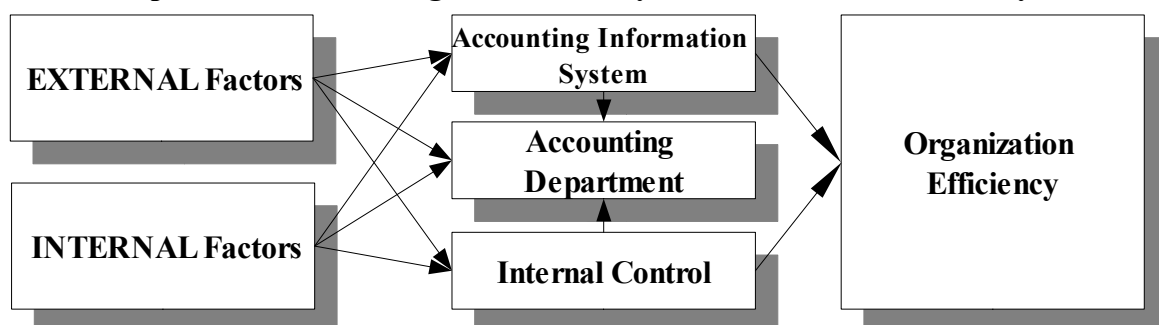 EXTERNAL Factors
INTERNAL Factors
Accounting Information
System
Accounting
Department
Internal Control
Organization
Efficiency